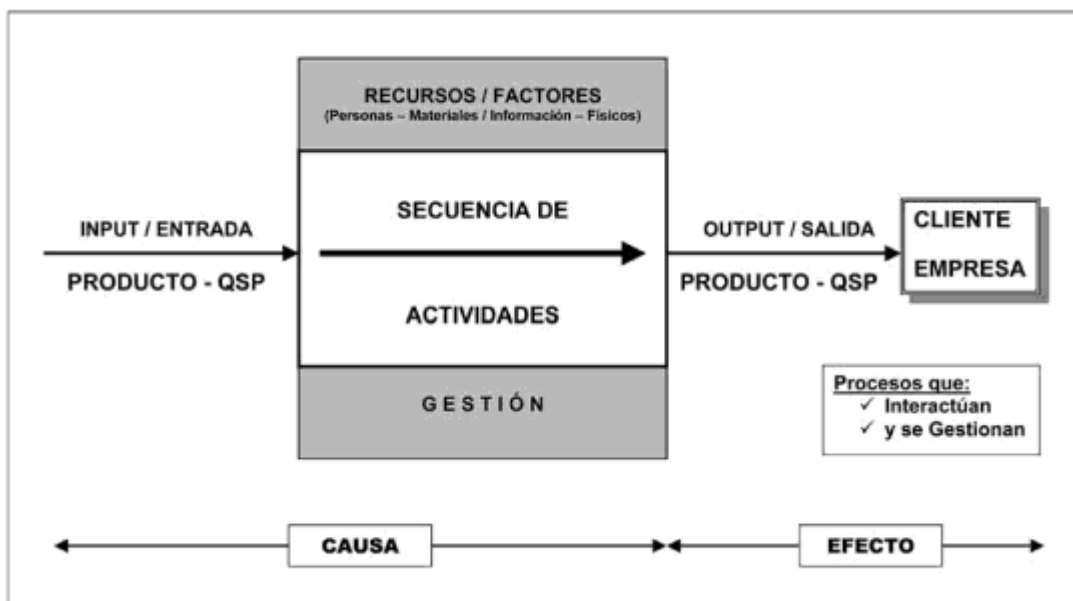 RECURSOS / FACTORES
(Personas – Materiales / Información – Físicos)
SECUENCIA DE
ACTIVIDADES
GESTIÓN
INPUT / ENTRADA
PRODUCTO - QSP
OUTPUT / SALIDA
PRODUCTO - QSP
CLIENTE
EMPRESA
Procesos que:
✓ Interactúan
✓ y se Gestionan
CAUSA
EFECTO